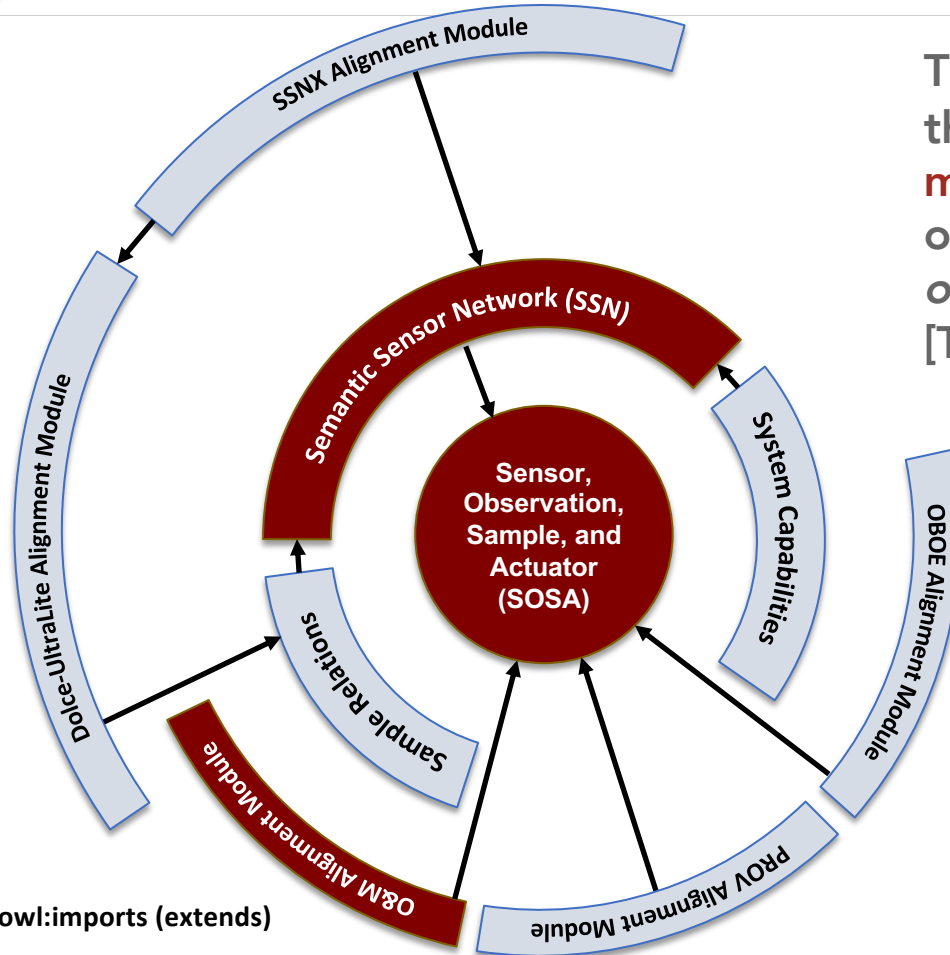 SSNX Alignment Module
Semantic Sensor Network (SSN)
Sensor,
Observation,
Sample, and
Actuator
(SOSA)
System Capabilities
Sample Relations
Dolce-UltraLite Alignment Module
O&M Alignment Module
PROV Alignment Module
OBOE Alignment Module
owl:imports (extends)